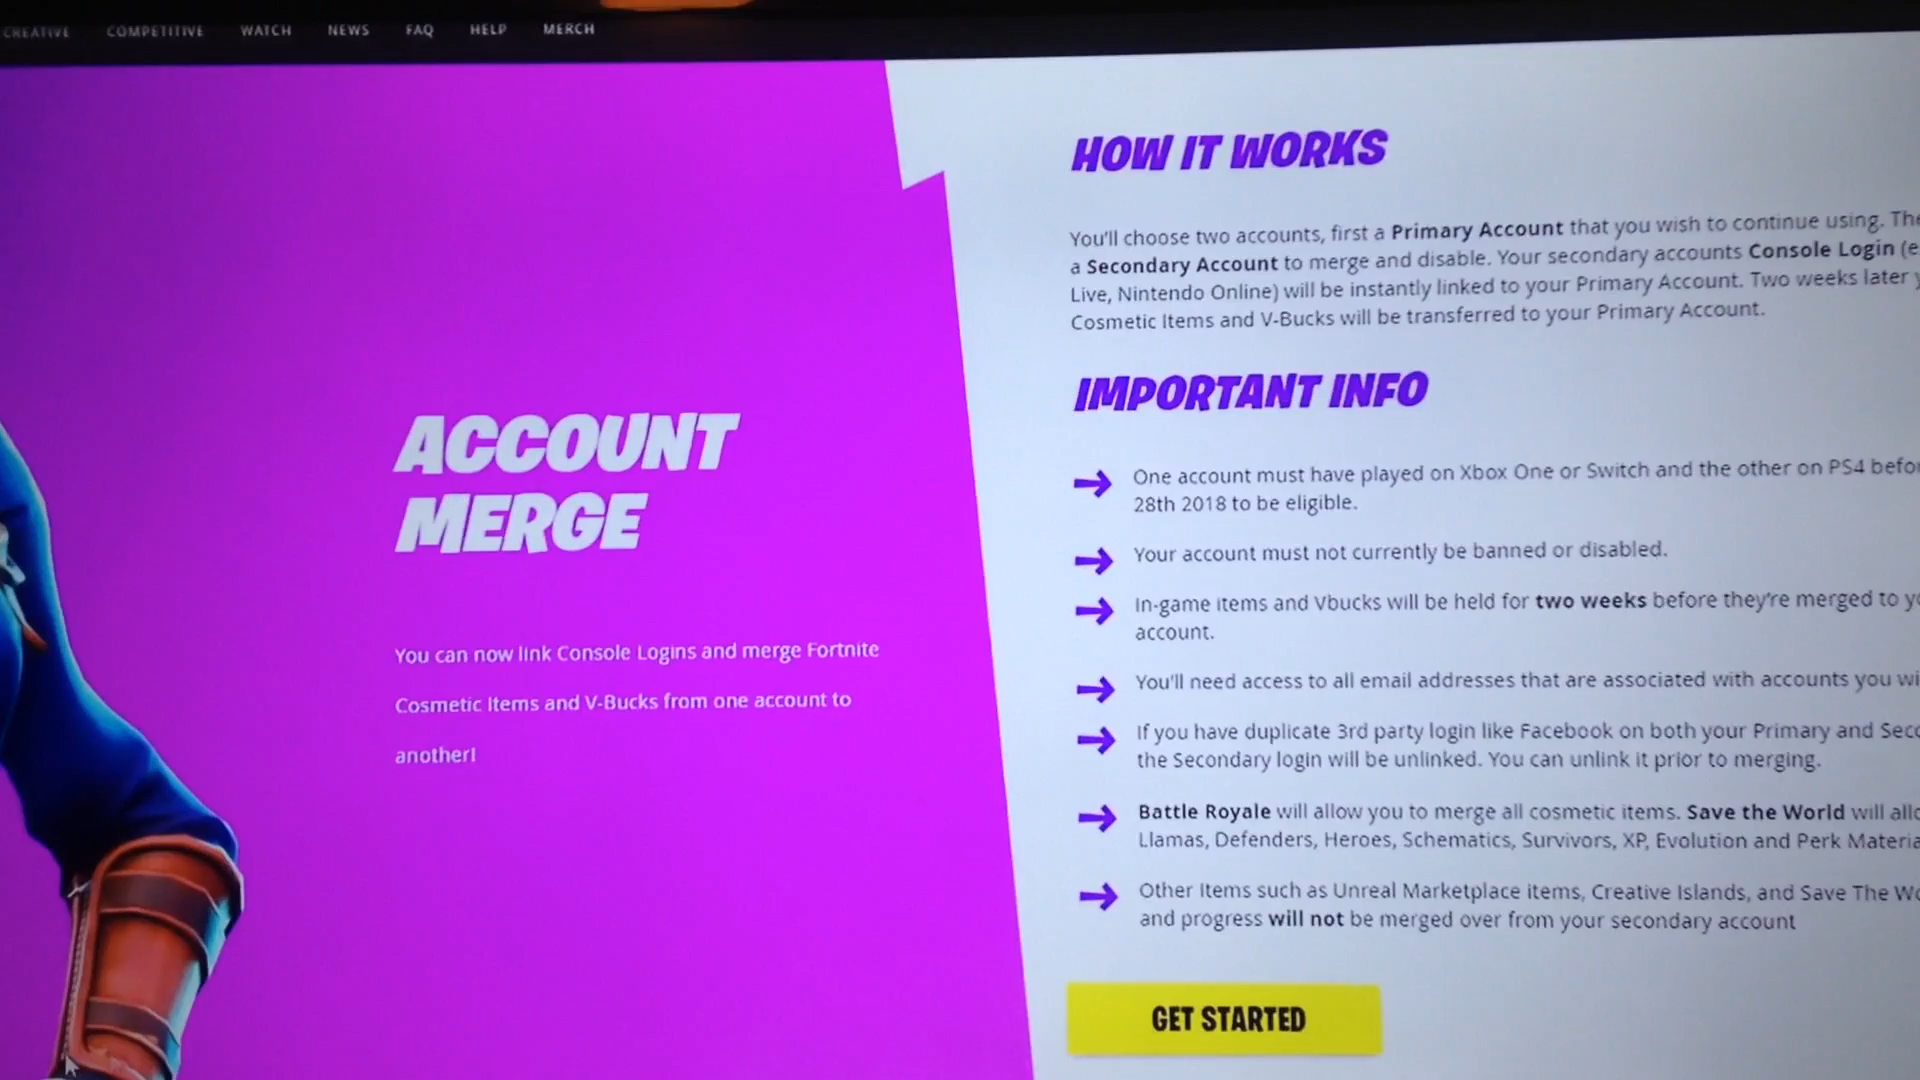 CREATIVE COMPETITIVE WATCH NEWS FAQ HELP MERCH
ACCOUNT
MERGE
You can now link Console Logins and merge Fortnite
Cosmetic Items and V-Bucks from one account to
another!
HOW IT WORKS
You'll choose two accounts, first a Primary Account that you wish to continue using.
a Secondary Account to merge and disable. Your secondary accounts Console Login
Live, Nintendo Online) will be instantly linked to your Primary Account. Two weeks later
Cosmetic Items and V-Bucks will be transferred to your Primary Account.
IMPORTANT INFO
One account must have played on Xbox One or Switch and the other on PS4
28th 2018 to be eligible.
Your account must not currently be banned or disabled.
In-game items and Vbucks will be held for two weeks before they're merged to
account.
You'll need access to all email addresses that are associated with accounts you
If you have duplicate 3rd party login like Facebook on both your Primary and
the Secondary login will be unlinked. You can unlink it prior to merging.
Battle Royale will allow you to merge all cosmetic items. Save the World will
Llamas, Defenders, Heroes, Schematics, Survivors, XP, Evolution and Perk
Other Items such as Unreal Marketplace items, Creative Islands, and Save The
and progress will not be merged over from your secondary account
GET STARTED